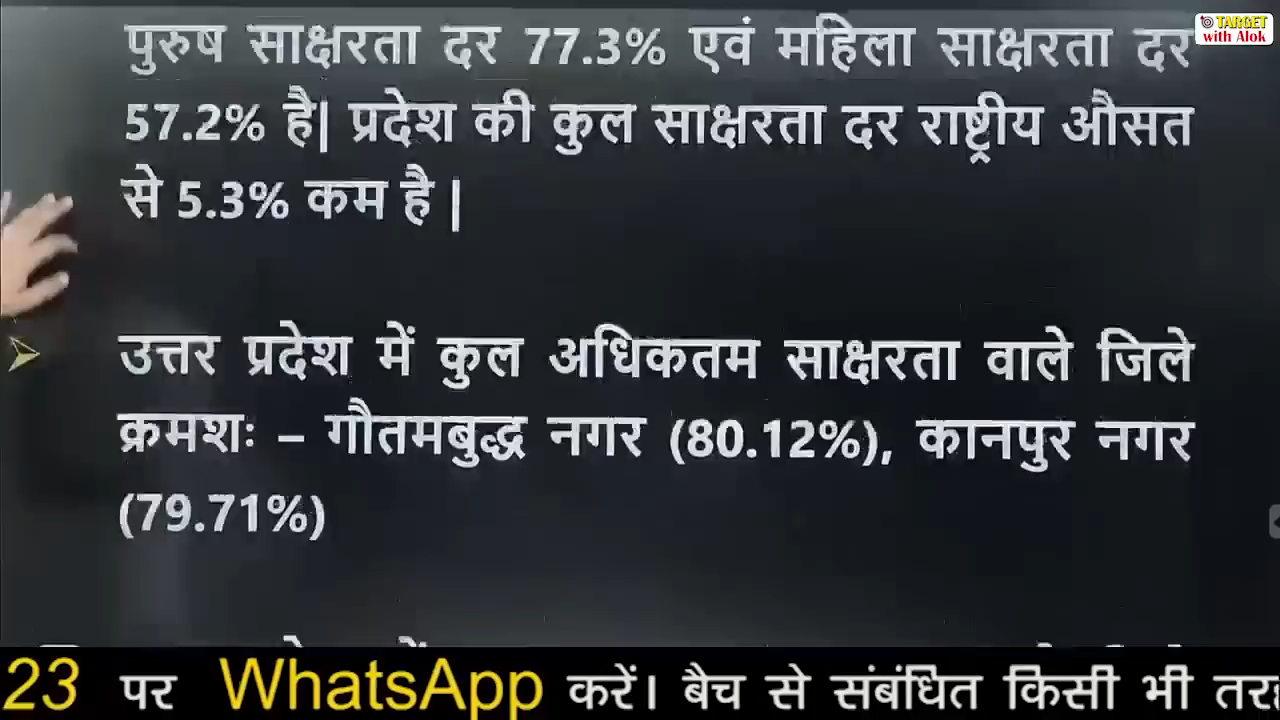 TARGET
with Alok
पुरुष साक्षरता दर 77.3% एवं महिला साक्षरता दर
57.2% है| प्रदेश की कुल साक्षरता दर राष्ट्रीय औसत
से 5.3% कम है |
उत्तर प्रदेश में कुल अधिकतम साक्षरता वाले जिले
क्रमशः – गौतमबुद्ध नगर (80.12%), कानपुर नगर
(79.71%)
23 पर WhatsApp करें। बैच से संबंधित किसी भी